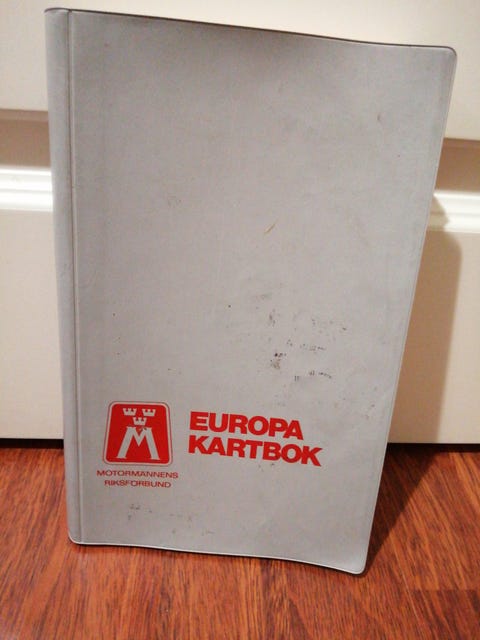 EUROPA
KARTBOK
M
MOTORMÄNNENS
RIKSFÖRBUND